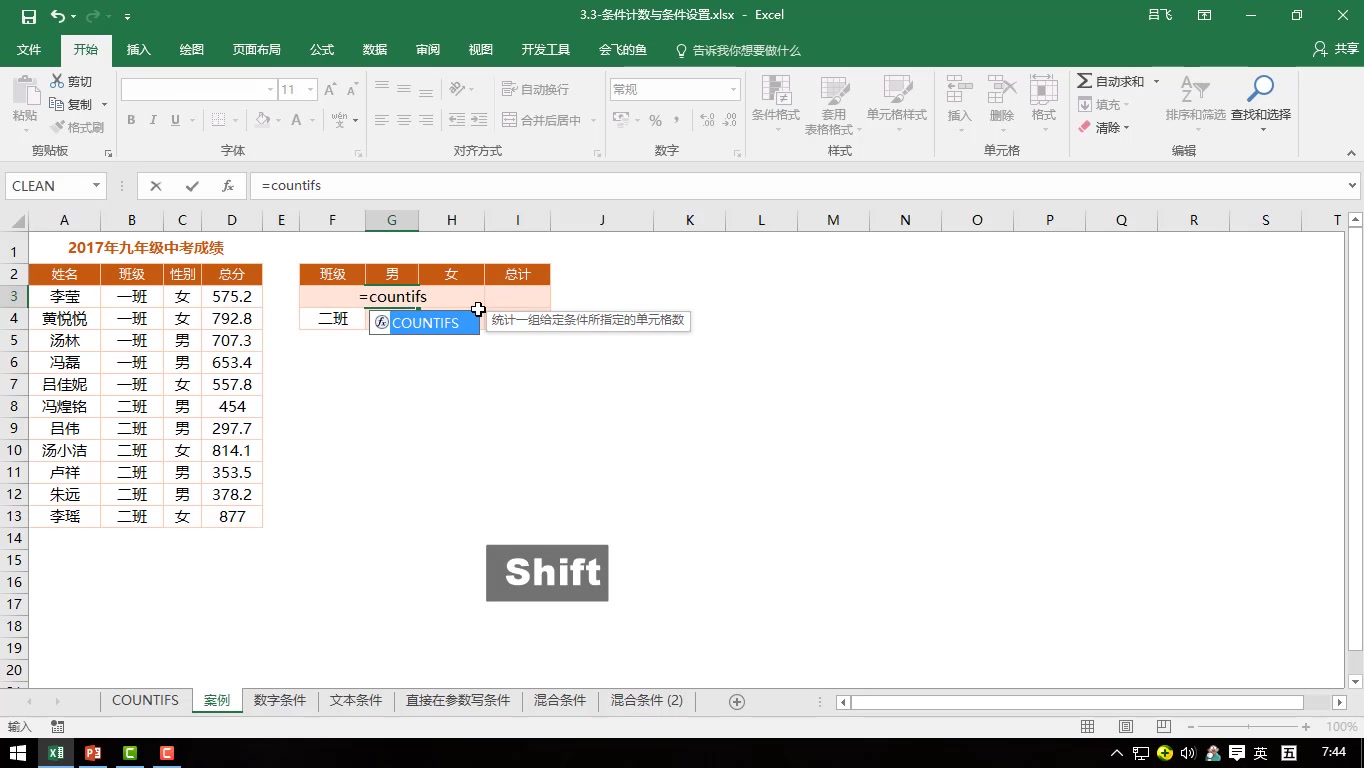 3.3-条件计数与条件设置.xlsx - Excel
吕飞
文件 开始 插入 绘图 页面布局 公式 数据 审阅 视图 开发工具 会飞的鱼 告诉我你想要做什么 共享
粘贴 剪切 复制 格式刷
剪贴板
11
B I U A wén 文
字体
自动换行
合并后居中
对齐方式
常规
%
数字
条件格式 套用表格格式 单元格样式
样式
插入 删除 格式
单元格
自动求和 填充 清除
排序和筛选 查找和选择
编辑
CLEAN fx =countifs
A B C D E F G H I J K L M N O P Q R S T
1 2017年九年级中考成绩
2 姓名 班级 性别 总分 班级 男 女 总计
3 李莹 一班 女 575.2 =countifs
4 黄悦悦 一班 女 792.8 二班 COUNTIFS 统计一组给定条件所指定的单元格数
5 汤林 一班 男 707.3
6 冯磊 一班 男 653.4
7 吕佳妮 一班 女 557.8
8 冯煌铭 二班 男 454
9 吕伟 二班 男 297.7
10 汤小洁 二班 女 814.1
11 卢祥 二班 男 353.5
12 朱远 二班 男 378.2
13 李瑶 二班 女 877
14
15
16
17
18
19
20
Shift
COUNTIFS 案例 数字条件 文本条件 直接在参数写条件 混合条件 混合条件 (2)
输入 100%
英 五 7:44